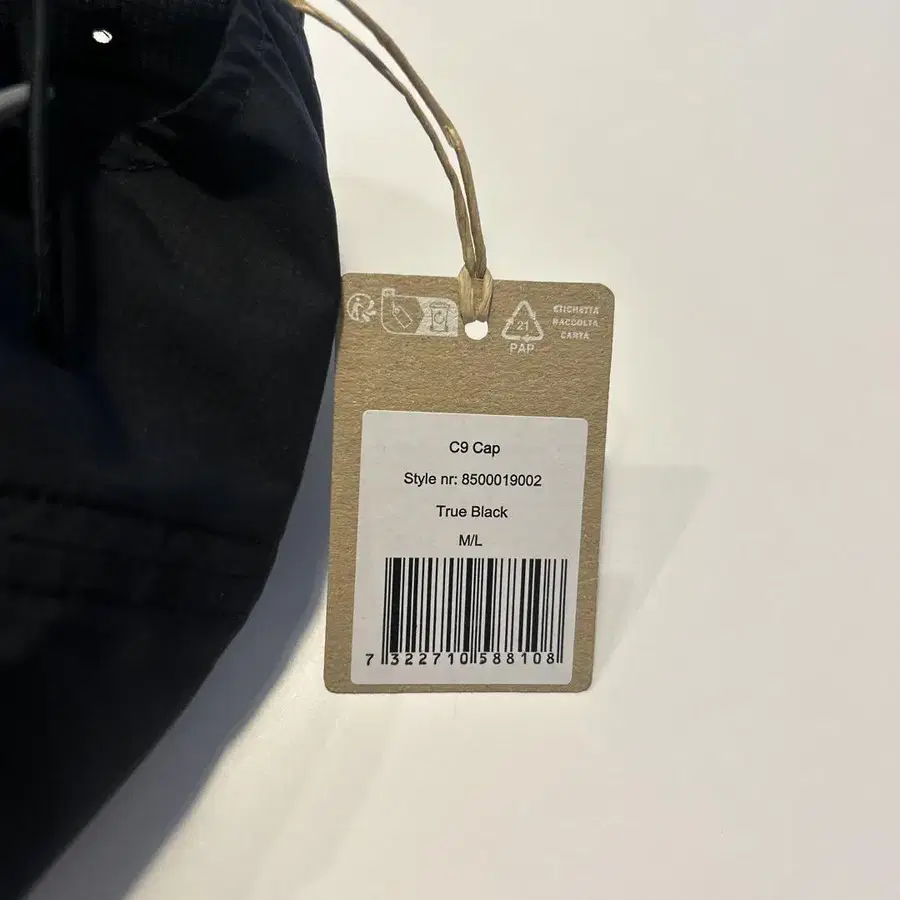 21
PAP
ETICHETTA
RACCOLTA
CARTA
C9 Cap
Style nr: 8500019002
True Black
M/L
7 322710 588108